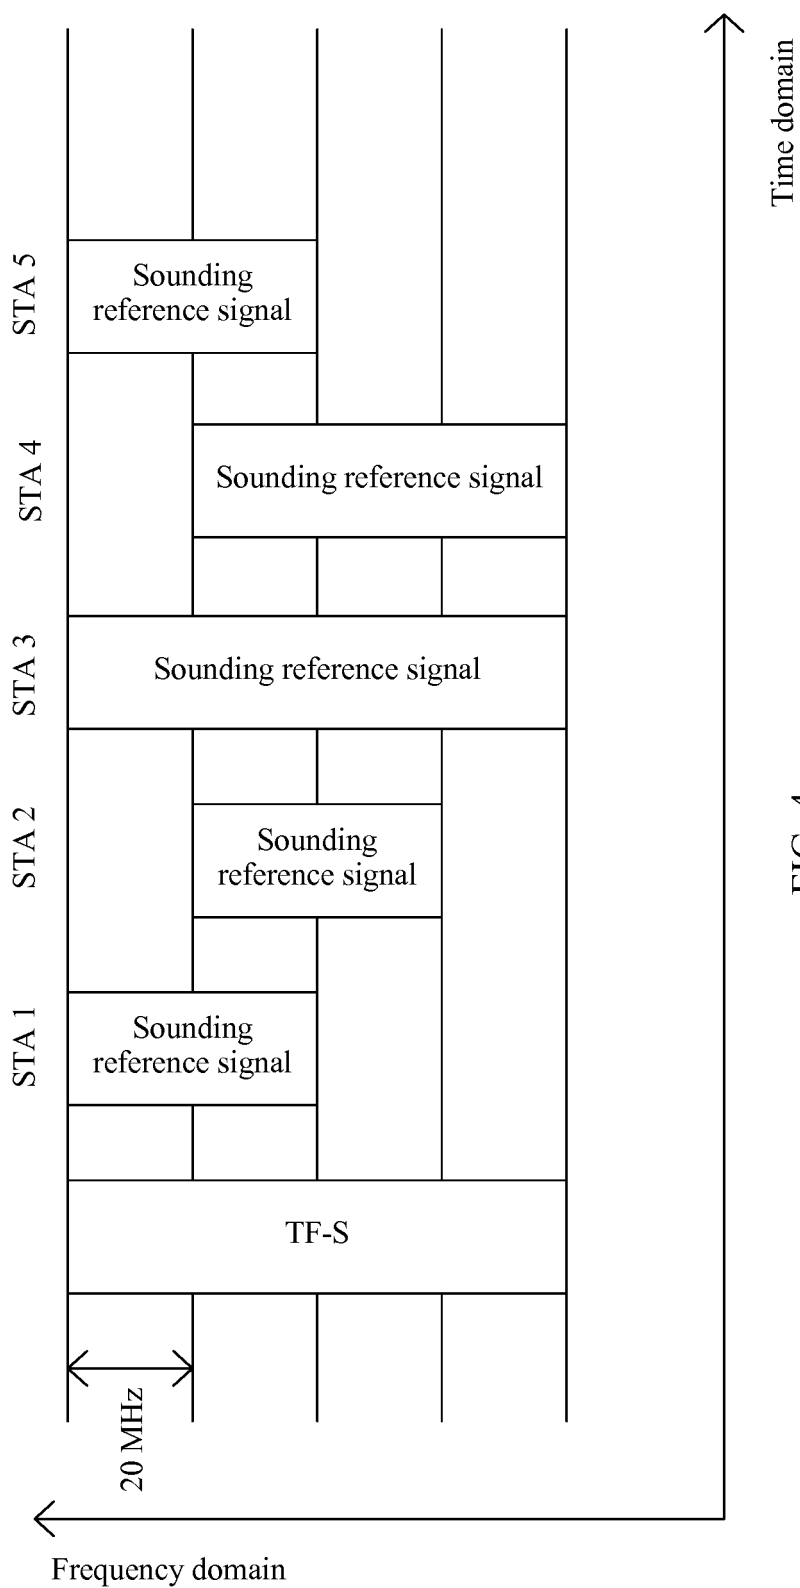 Time domain
STA 5
Sounding
reference signal
STA 4
Sounding reference signal
STA 3
Sounding reference signal
STA 2
Sounding
reference signal
STA 1
Sounding
reference signal
TF-S
20 MHz
Frequency domain